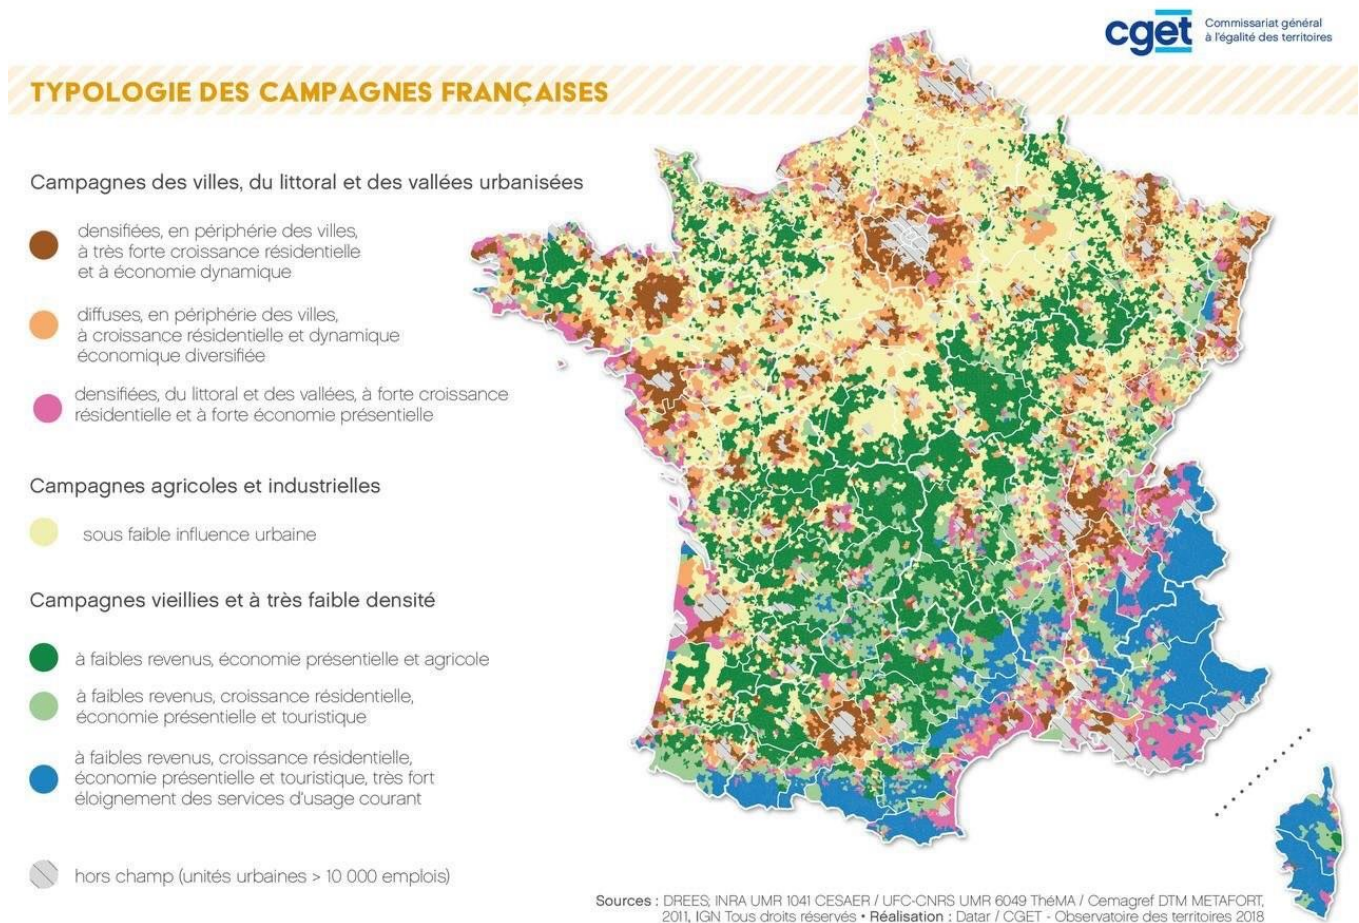 cget
Commissariat général
à l'égalité des territoires
TYPOLOGIE DES CAMPAGNES FRANÇAISES
Campagnes des villes, du littoral et des vallées urbanisées
densifiées, en périphérie des villes,
à très forte croissance résidentielle
et à économie dynamique
diffuses, en périphérie des villes,
à croissance résidentielle et dynamique
économique diversifiée
densifiées, du littoral et des vallées, à forte croissance
résidentielle et à forte économie présentielle
Campagnes agricoles et industrielles
sous faible influence urbaine
Campagnes vieillies et à très faible densité
à faibles revenus, économie présentielle et agricole
à faibles revenus, croissance résidentielle,
économie présentielle et touristique
à faibles revenus, croissance résidentielle,
économie présentielle et touristique, très fort
éloignement des services d'usage courant
hors champ (unités urbaines > 10 000 emplois)
Sources : DREES; INRA UMR 1041 CESAER / UFC-CNRS UMR 6049 ThéMA / Cemagref DTM METAFORT,
2011, IGN Tous droits réservés • Réalisation : Datar / CGET - Observatoire des territoires 2018